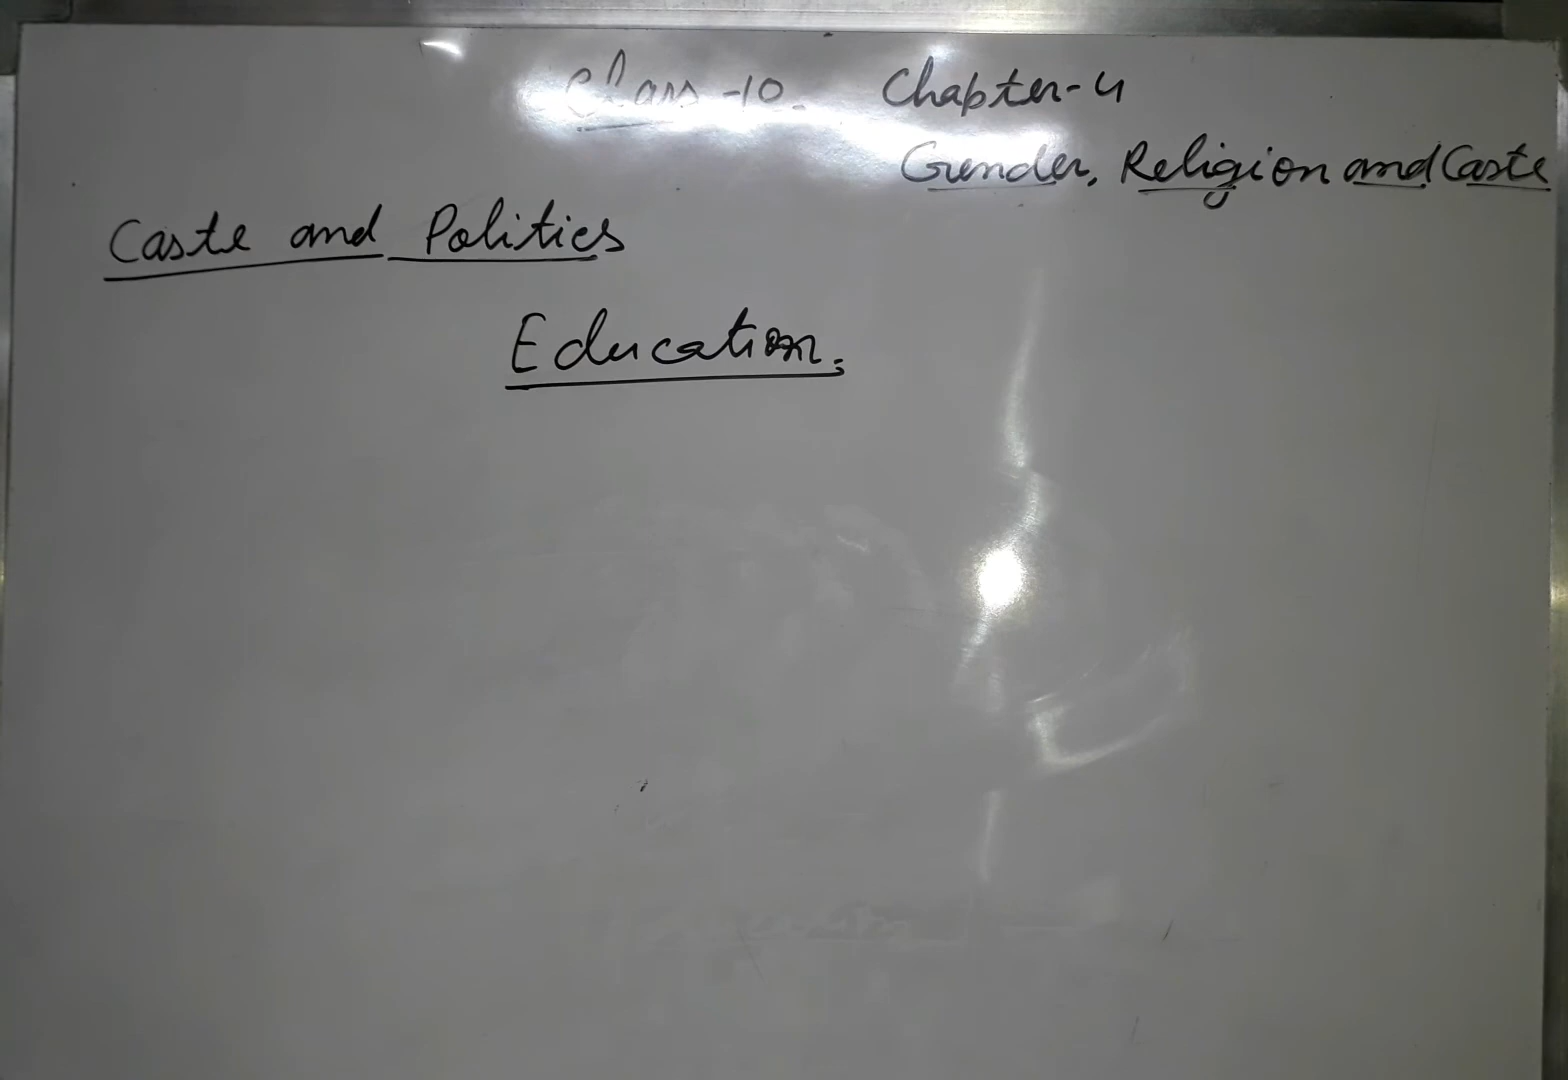 Class-10. Chapter-4
Gender, Religion and Caste
Caste and Politics
Education.